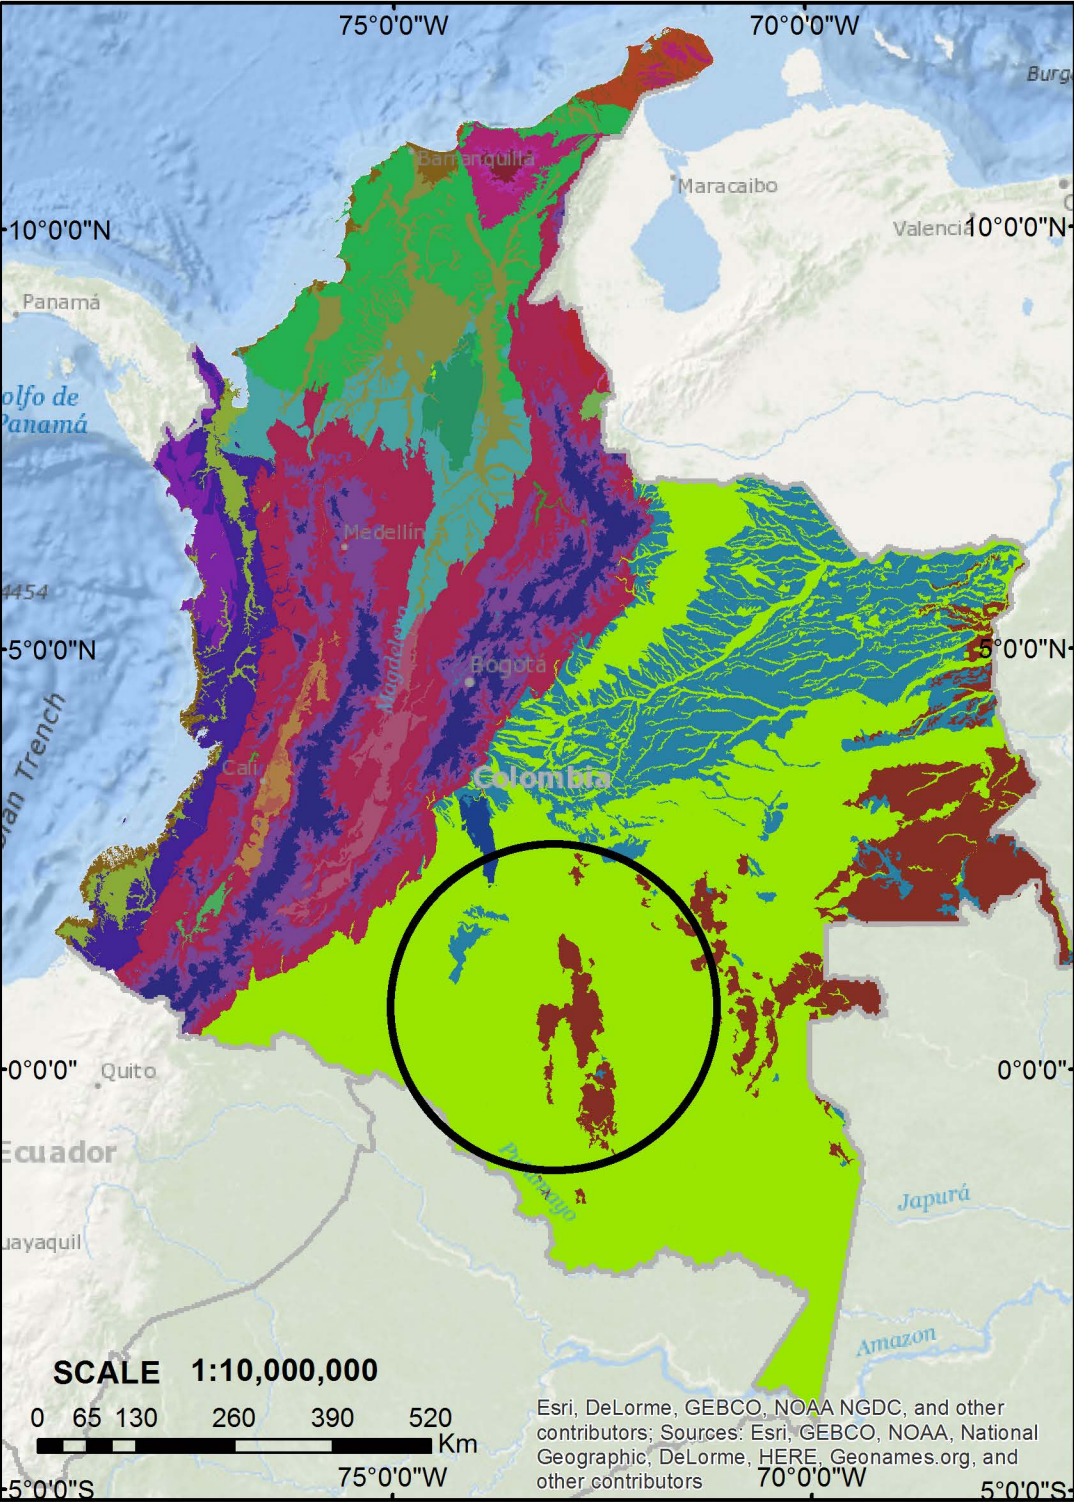 75°0'0"W
70°0'0"W
Burg
Barranquilla
Maracaibo
10°0'0"N
Valencia
10°0'0"N
Panamá
olfo de
Panamá
Medellín
4454
5°0'0"N
5°0'0"N
Magdalena
Bogotá
Trench
Cali
Colombia
0°0'0"
Quito
0°0'0"
Ecuador
Putumayo
Japurá
uayaquil
Amazon
SCALE 1:10,000,000
0 65 130 260 390 520
Km
Esri, DeLorme, GEBCO, NOAA NGDC, and other
contributors; Sources: Esri, GEBCO, NOAA, National
Geographic, DeLorme, HERE, Geonames.org, and
other contributors
75°0'0"W
70°0'0"W
5°0'0"S
5°0'0"S